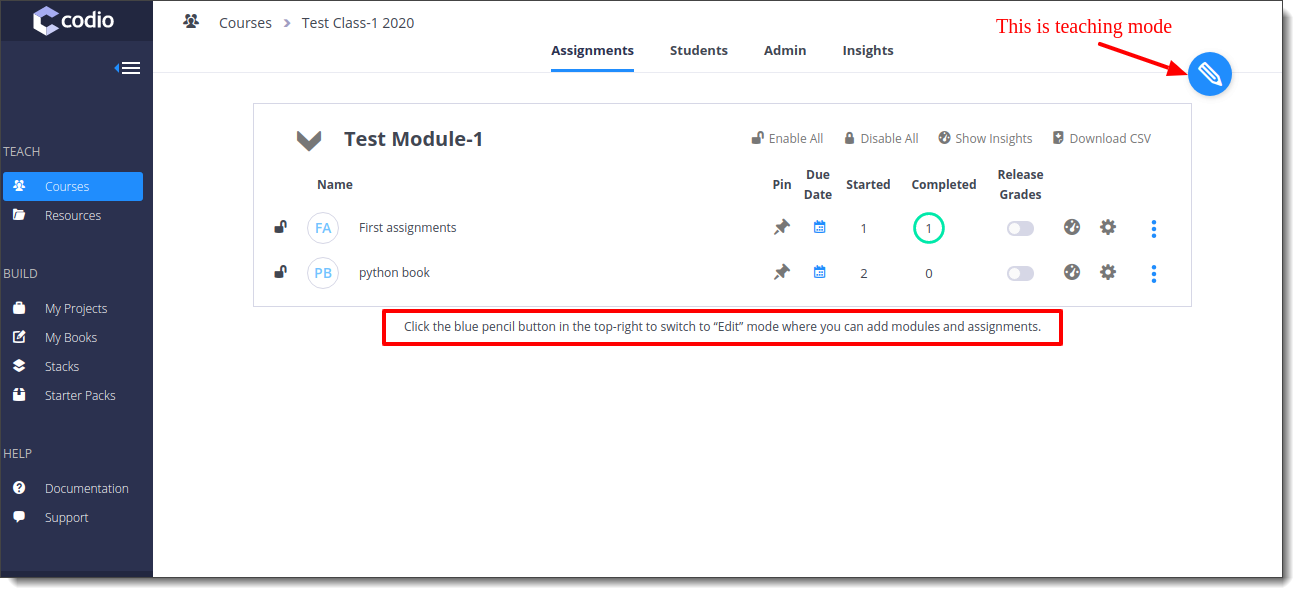 codio
Courses > Test Class-1 2020
This is teaching mode
Assignments Students Admin Insights
TEACH
Courses
Resources
BUILD
My Projects
My Books
Stacks
Starter Packs
HELP
Documentation
Support
Test Module-1
Enable All Disable All Show Insights Download CSV
Name Pin Due Date Started Completed Release Grades
FA First assignments 1 1
PB python book 2 0
Click the blue pencil button in the top-right to switch to “Edit” mode where you can add modules and assignments.